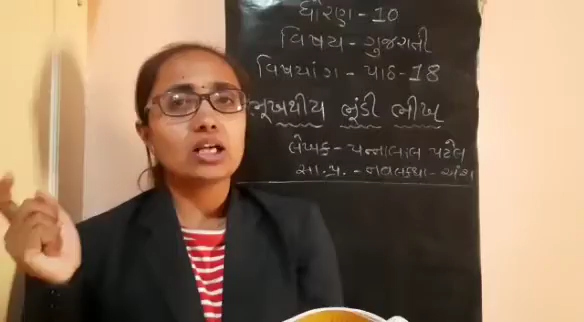 ધોરણ - 10
વિષય - ગુજરાતી
વિષયાંગ - પાઠ - 18
ભૂખથીય ભૂંડી ભીખ
લેખક - પન્નાલાલ પટેલ
સા.પ્ર. - નવલકથા - અંશ